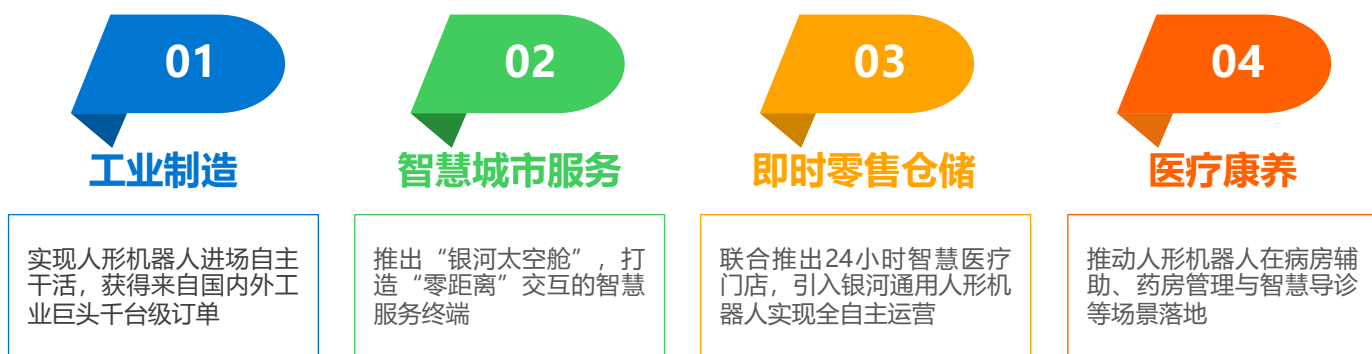 01
工业制造
实现人形机器人进场自主
干活，获得来自国内外工
业巨头千台级订单
02
智慧城市服务
推出“银河太空舱”，打
造“零距离”交互的智慧
服务终端
03
即时零售仓储
联合推出24小时智慧医疗
门店，引入银河通用人形机
器人实现全自主运营
04
医疗康养
推动人形机器人在病房辅
助、药房管理与智慧导诊
等场景落地